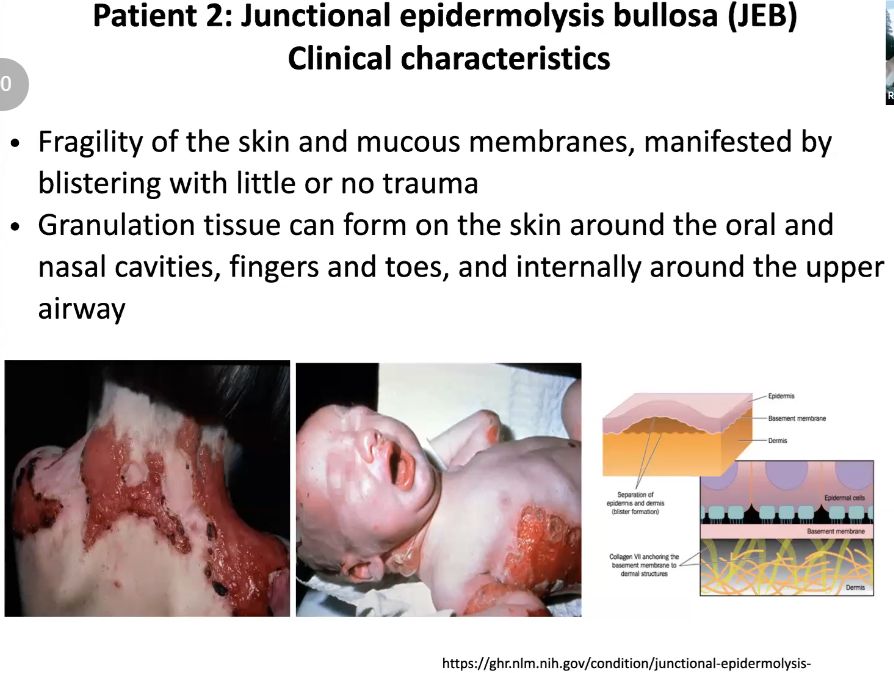 Patient 2: Junctional epidermolysis bullosa (JEB)
Clinical characteristics
0
• Fragility of the skin and mucous membranes, manifested by
blistering with little or no trauma
• Granulation tissue can form on the skin around the oral and
nasal cavities, fingers and toes, and internally around the upper
airway
Epidermis
Basement membrane
Dermis
Separation of
epidermis and dermis
(blister formation)
Epidermal cells
Basement membrane
Collagen VII anchoring the
basement membrane to
dermal structures
Dermis
https://ghr.nlm.nih.gov/condition/junctional-epidermolysis-